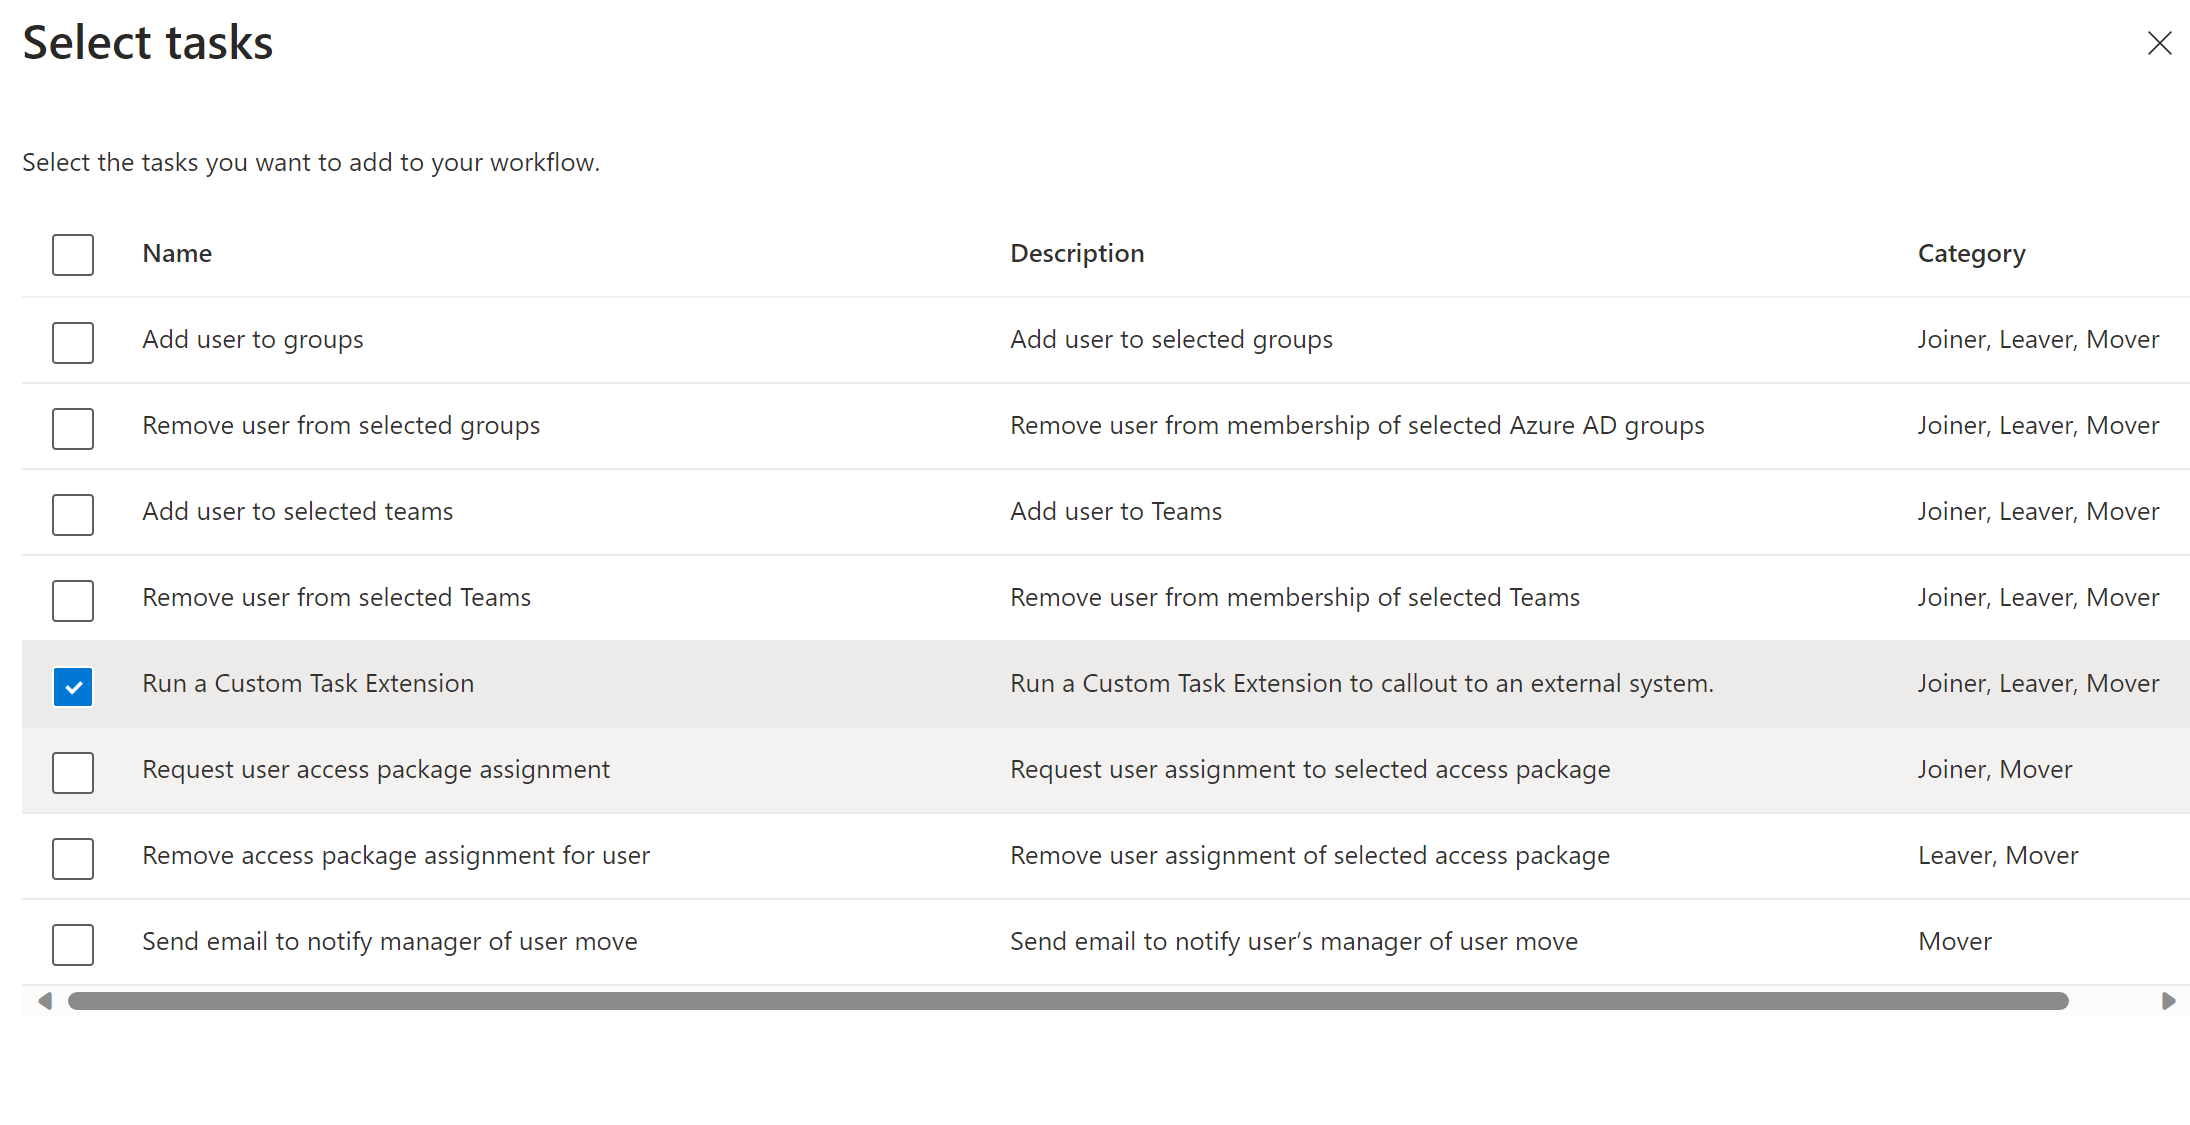 Select tasks
Select the tasks you want to add to your workflow.
Name Description Category
Add user to groups Add user to selected groups Joiner, Leaver, Mover
Remove user from selected groups Remove user from membership of selected Azure AD groups Joiner, Leaver, Mover
Add user to selected teams Add user to Teams Joiner, Leaver, Mover
Remove user from selected Teams Remove user from membership of selected Teams Joiner, Leaver, Mover
Run a Custom Task Extension Run a Custom Task Extension to callout to an external system. Joiner, Leaver, Mover
Request user access package assignment Request user assignment to selected access package Joiner, Mover
Remove access package assignment for user Remove user assignment of selected access package Leaver, Mover
Send email to notify manager of user move Send email to notify user’s manager of user move Mover